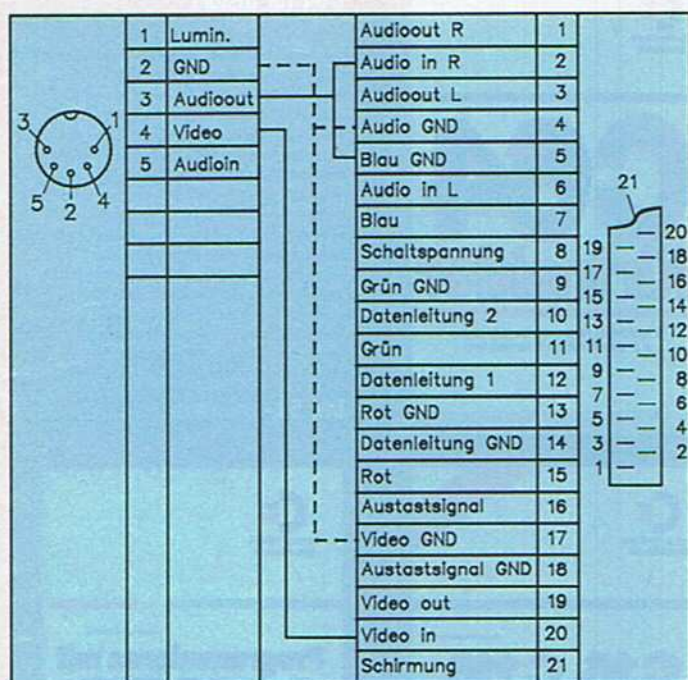 1 Lumin.
2 GND
3 Audioout
4 Video
5 Audioin
3 1
5 2 4
Audioout R 1
Audio in R 2
Audioout L 3
Audio GND 4
Blau GND 5
Audio in L 6
Blau 7
Schaltspannung 8
Grün GND 9
Datenleitung 2 10
Grün 11
Datenleitung 1 12
Rot GND 13
Datenleitung GND 14
Rot 15
Austastsignal 16
Video GND 17
Austastsignal GND 18
Video out 19
Video in 20
Schirmung 21
21
20
19
18
17
16
15
14
13
12
11
10
9
8
7
6
5
4
3
2
1